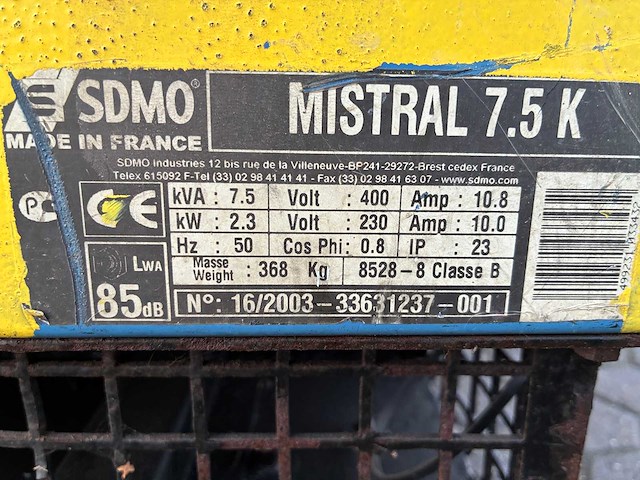 SDMO®
MISTRAL 7.5 K
MADE IN FRANCE
SDMO industries 12 bis rue de la Villeneuve-BP241-29272-Brest cedex France
Telex 615092 F-Tel (33) 02 98 41 41 41 - Fax (33) 02 98 41 63 07 -www.sdmo.com
CE
kVA : 7.5 Volt : 400 Amp : 10.8
kW : 2.3 Volt : 230 Amp : 10.0
Hz : 50 Cos Phi : 0.8 IP : 23
Masse Weight : 368 Kg 8528-8 Classe B
LWA
85dB
N°: 16/2003-33631237-001